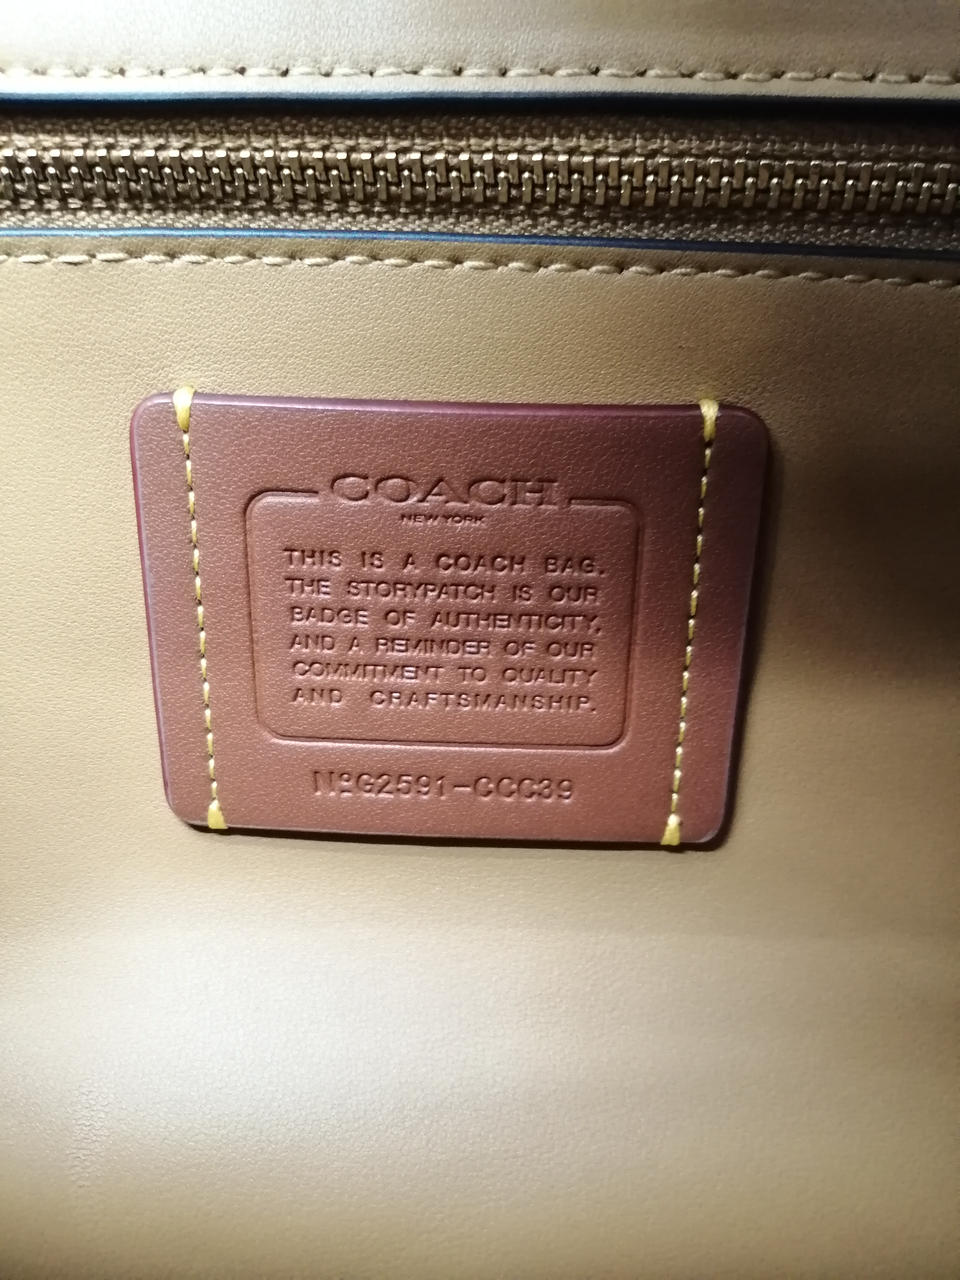 COACH
NEW YORK
THIS IS A COACH BAG.
THE STORYPATCH IS OUR
BADGE OF AUTHENTICITY,
AND A REMINDER OF OUR
COMMITMENT TO QUALITY
AND CRAFTSMANSHIP.
NºG2591-CCC39